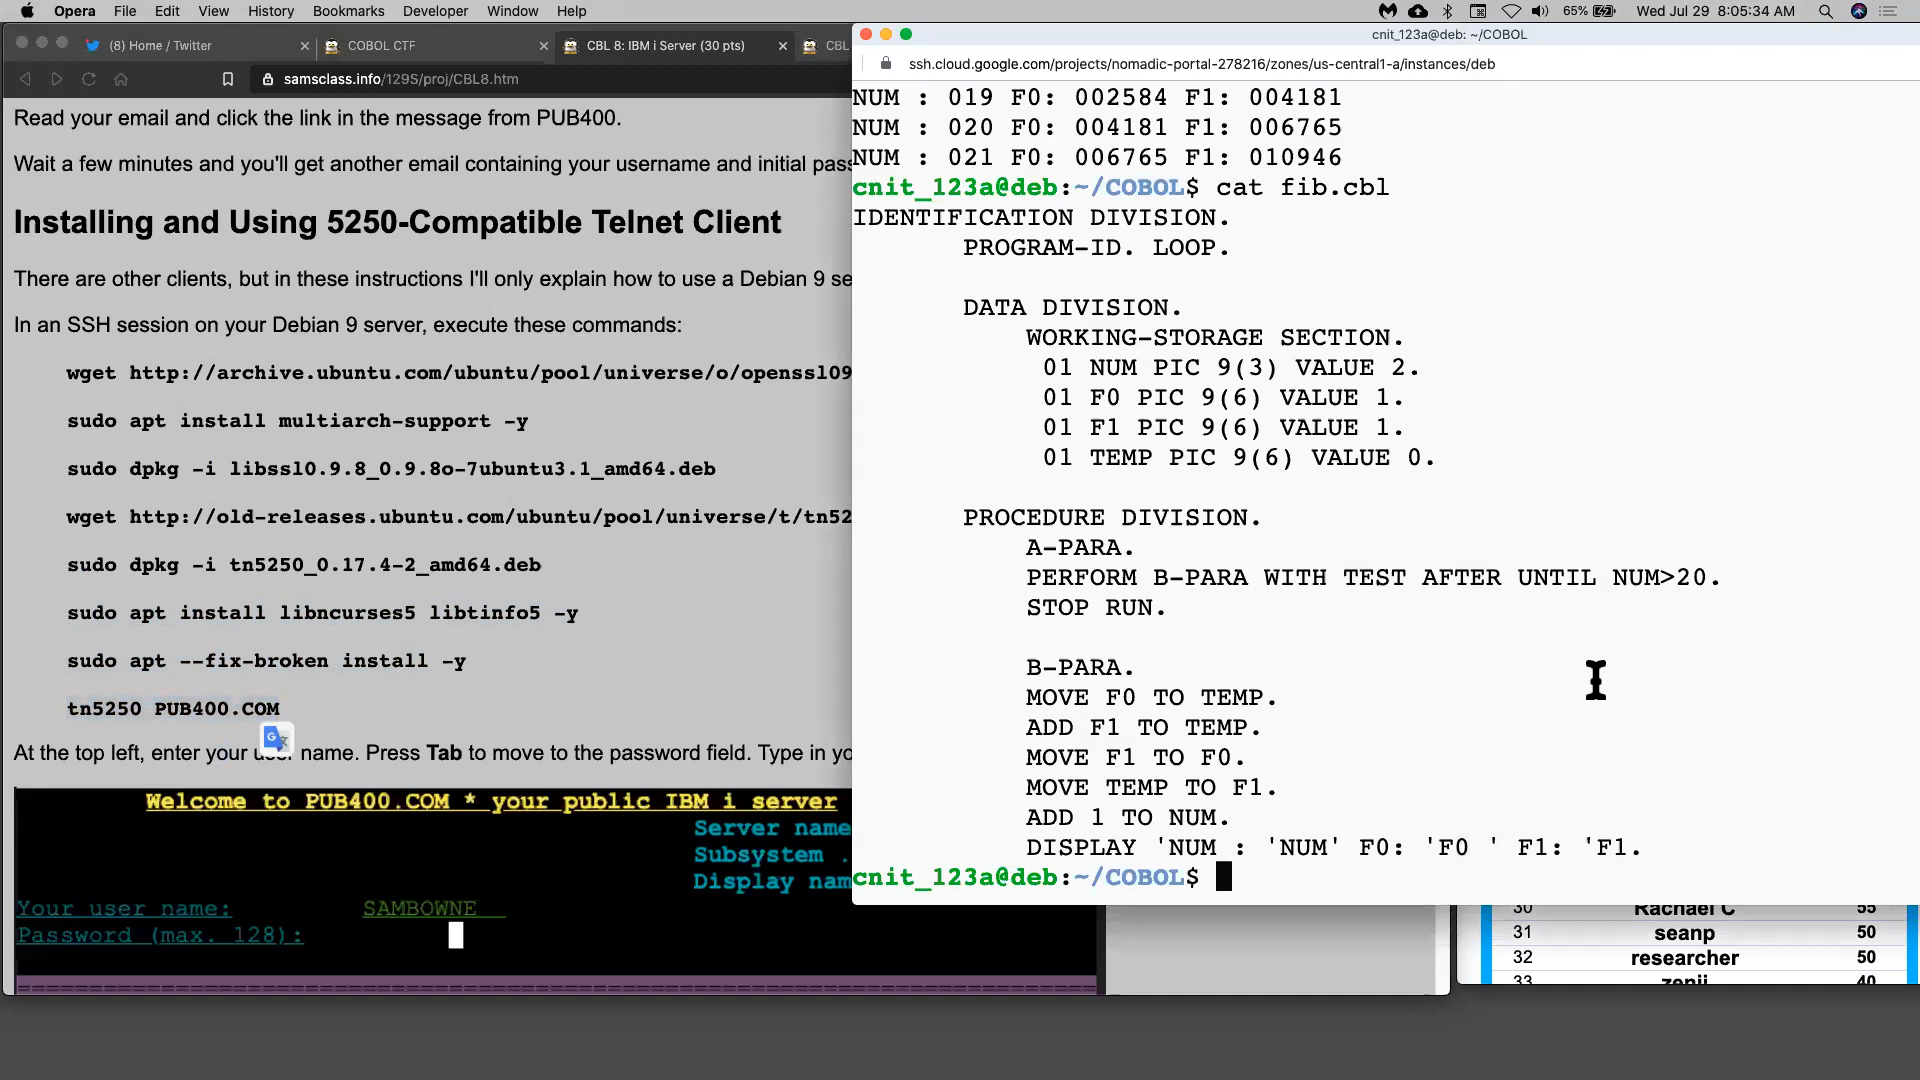 Opera File Edit View History Bookmarks Developer Window Help 65% Wed Jul 29 8:05:34 AM
(8) Home / Twitter COBOL CTF CBL 8: IBM i Server (30 pts) CBL
samsclass.info/129S/proj/CBL8.htm
Read your email and click the link in the message from PUB400.
Wait a few minutes and you'll get another email containing your username and initial pass
Installing and Using 5250-Compatible Telnet Client
There are other clients, but in these instructions I'll only explain how to use a Debian 9 se
In an SSH session on your Debian 9 server, execute these commands:
wget http://archive.ubuntu.com/ubuntu/pool/universe/o/openssl09
sudo apt install multiarch-support -y
sudo dpkg -i libssl0.9.8_0.9.8o-7ubuntu3.1_amd64.deb
wget http://old-releases.ubuntu.com/ubuntu/pool/universe/t/tn52
sudo dpkg -i tn5250_0.17.4-2_amd64.deb
sudo apt install libncurses5 libtinfo5 -y
sudo apt --fix-broken install -y
tn5250 PUB400.COM
At the top left, enter your name. Press Tab to move to the password field. Type in yo
Welcome to PUB400.COM * your public IBM i server
Server name
Subsystem .
Display nam
Your user name: SAMBOWNE
Password (max. 128):
cnit_123a@deb: ~/COBOL
ssh.cloud.google.com/projects/nomadic-portal-278216/zones/us-central1-a/instances/deb
NUM : 019 F0: 002584 F1: 004181
NUM : 020 F0: 004181 F1: 006765
NUM : 021 F0: 006765 F1: 010946
cnit_123a@deb:~/COBOL$ cat fib.cbl
IDENTIFICATION DIVISION.
PROGRAM-ID. LOOP.
DATA DIVISION.
WORKING-STORAGE SECTION.
01 NUM PIC 9(3) VALUE 2.
01 F0 PIC 9(6) VALUE 1.
01 F1 PIC 9(6) VALUE 1.
01 TEMP PIC 9(6) VALUE 0.
PROCEDURE DIVISION.
A-PARA.
PERFORM B-PARA WITH TEST AFTER UNTIL NUM>20.
STOP RUN.
B-PARA.
MOVE F0 TO TEMP.
ADD F1 TO TEMP.
MOVE F1 TO F0.
MOVE TEMP TO F1.
ADD 1 TO NUM.
DISPLAY 'NUM : 'NUM' F0: 'F0 ' F1: 'F1.
cnit_123a@deb:~/COBOL$
30 Rachael C 55
31 seanp 50
32 researcher 50
33 zenii 40